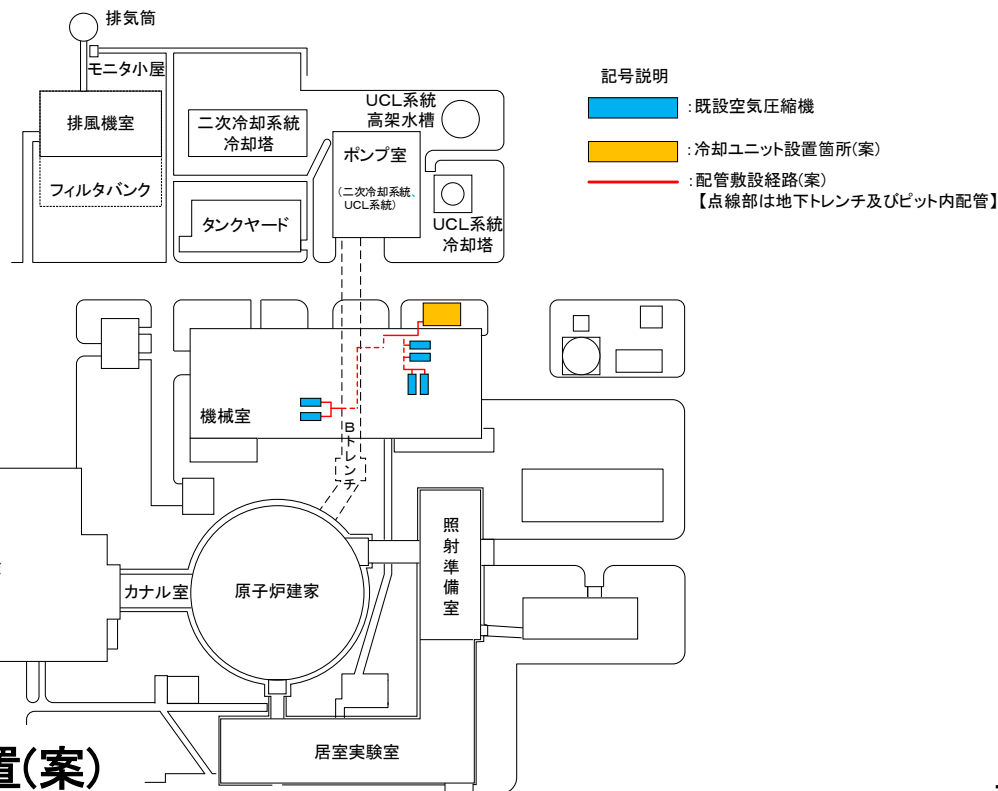 排気筒
モニタ小屋
排風機室
フィルタバンク
二次冷却系統
冷却塔
タンクヤード
UCL系統
高架水槽
ポンプ室
(二次冷却系統、
UCL系統)
UCL系統
冷却塔
記号説明
:既設空気圧縮機
:冷却ユニット設置箇所(案)
:配管敷設経路(案)
【点線部は地下トレンチ及びピット内配管】
機械室
Bトレンチ
照射準備室
カナル室
原子炉建家
居室実験室
置(案)